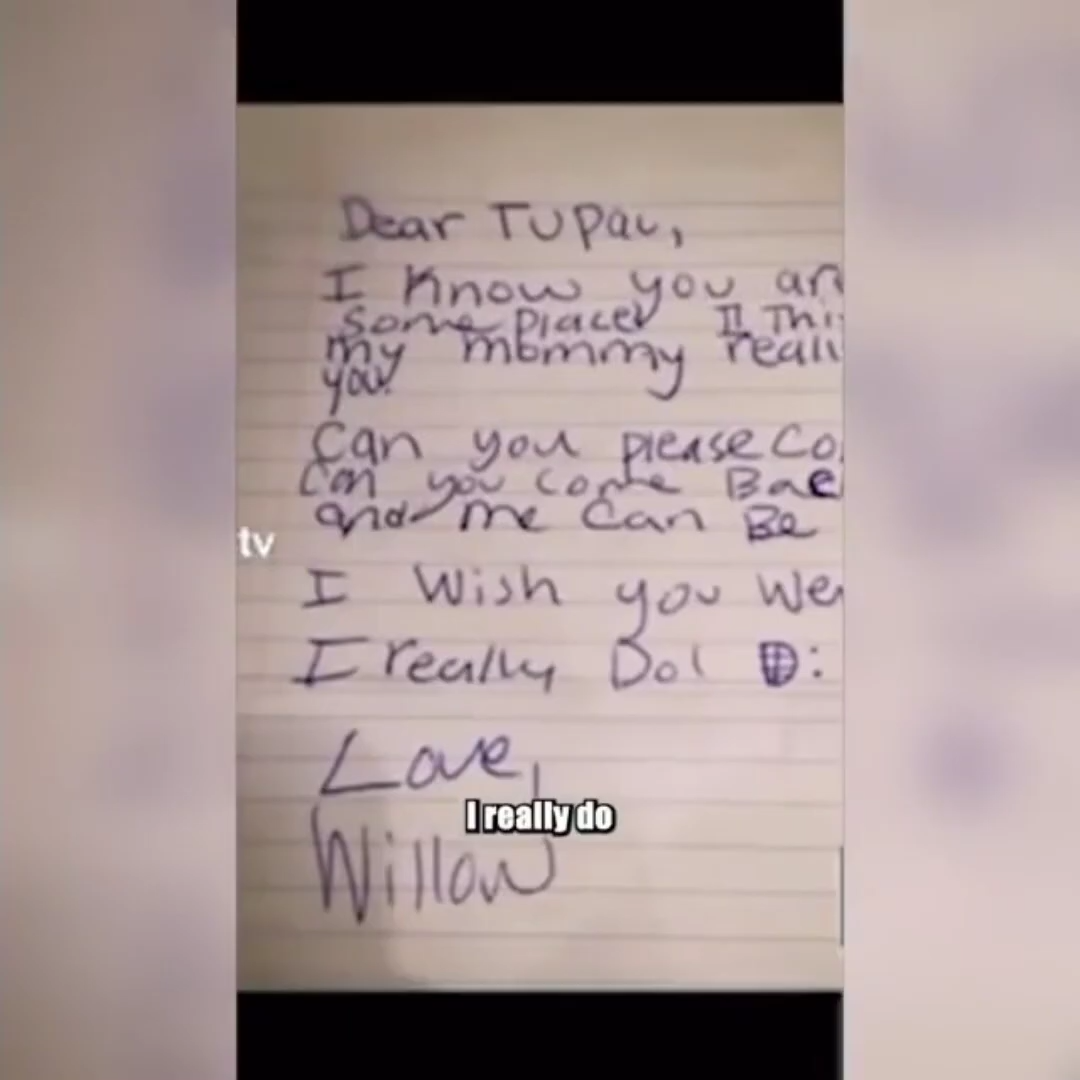 Dear Tupac,
I Know you are
some place I Thi
my mommy reall
you.
Can you please Co
Can you come Bac
and me Can Be
tv
I Wish you We
I really Do! :
Love,
I really do
Willow